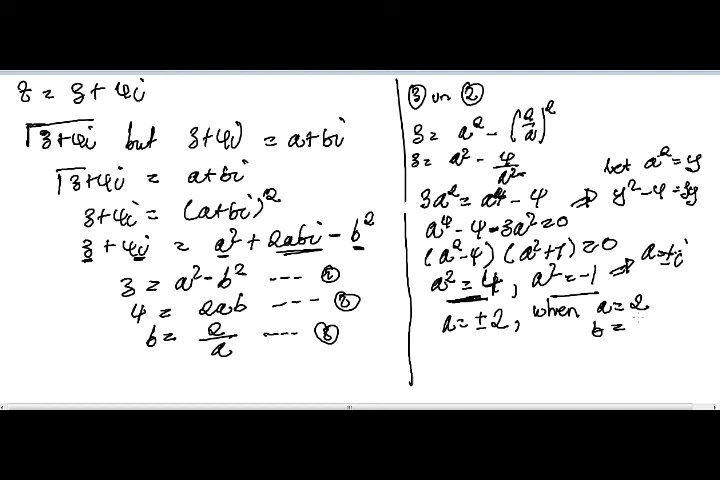 z = 3 + 4i
√3+4i but 3+4i = a+bi
√3+4i = a+bi
3+4i = (a+bi)²
3 + 4i = a² + 2abi - b²
3 = a² - b² ---- ②
4 = 2ab ---- ③
b = 2/a ---- ③
③ in ②
3 = a² - (2/a)²
3 = a² - 4/a²
let a² = y
3a² = a⁴ - 4 ⇒ y² - 4 = 3y
a⁴ - 4 - 3a² = 0
(a² - 4) (a² + 1) = 0
a² = 4, a² = -1 ⇒ a = ±i
a = ±2, when a = 2
b =